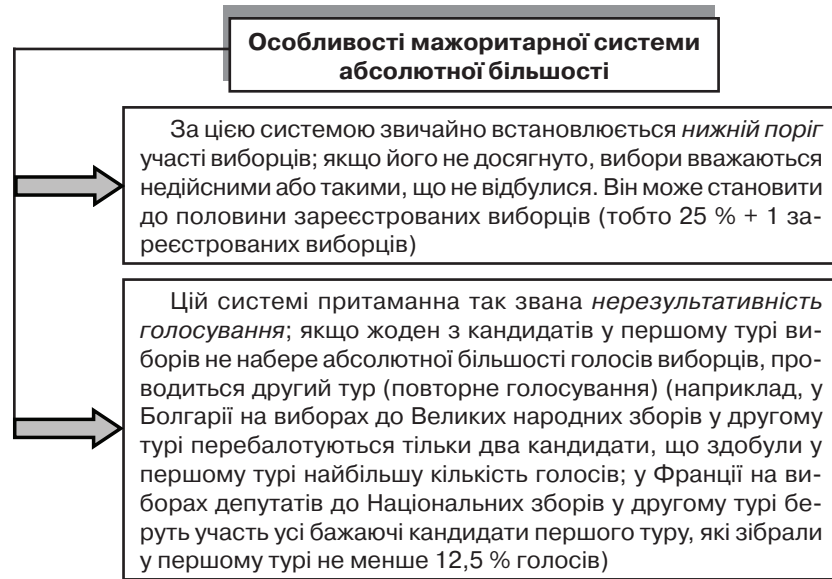 Особливості мажоритарної системи
абсолютної більшості
За цією системою звичайно встановлюється нижній поріг
участі виборців; якщо його не досягнуто, вибори вважаються
недійсними або такими, що не відбулися. Він може становити
до половини зареєстрованих виборців (тобто 25 % + 1 за-
реєстрованих виборців)
Цій системі притаманна так звана нерезультативність
голосування; якщо жоден з кандидатів у першому турі ви-
борів не набере абсолютної більшості голосів виборців, про-
водиться другий тур (повторне голосування) (наприклад, у
Болгарії на виборах до Великих народних зборів у другому
турі перебалотуються тільки два кандидати, що здобули у
першому турі найбільшу кількість голосів; у Франції на ви-
борах депутатів до Національних зборів у другому турі бе-
руть участь усі бажаючі кандидати першого туру, які зібрали
у першому турі не менше 12,5 % голосів)